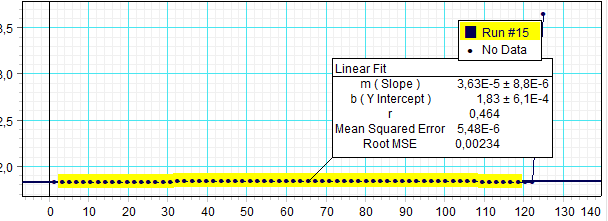 3,5
Run #15
No Data
3,0
Linear Fit
m ( Slope ) 3,63E-5 ± 8,8E-6
b ( Y Intercept ) 1,83 ± 6,1E-4
r 0,464
Mean Squared Error 5,48E-6
Root MSE 0,00234
2,5
2,0
0 10 20 30 40 50 60 70 80 90 100 110 120 130 140